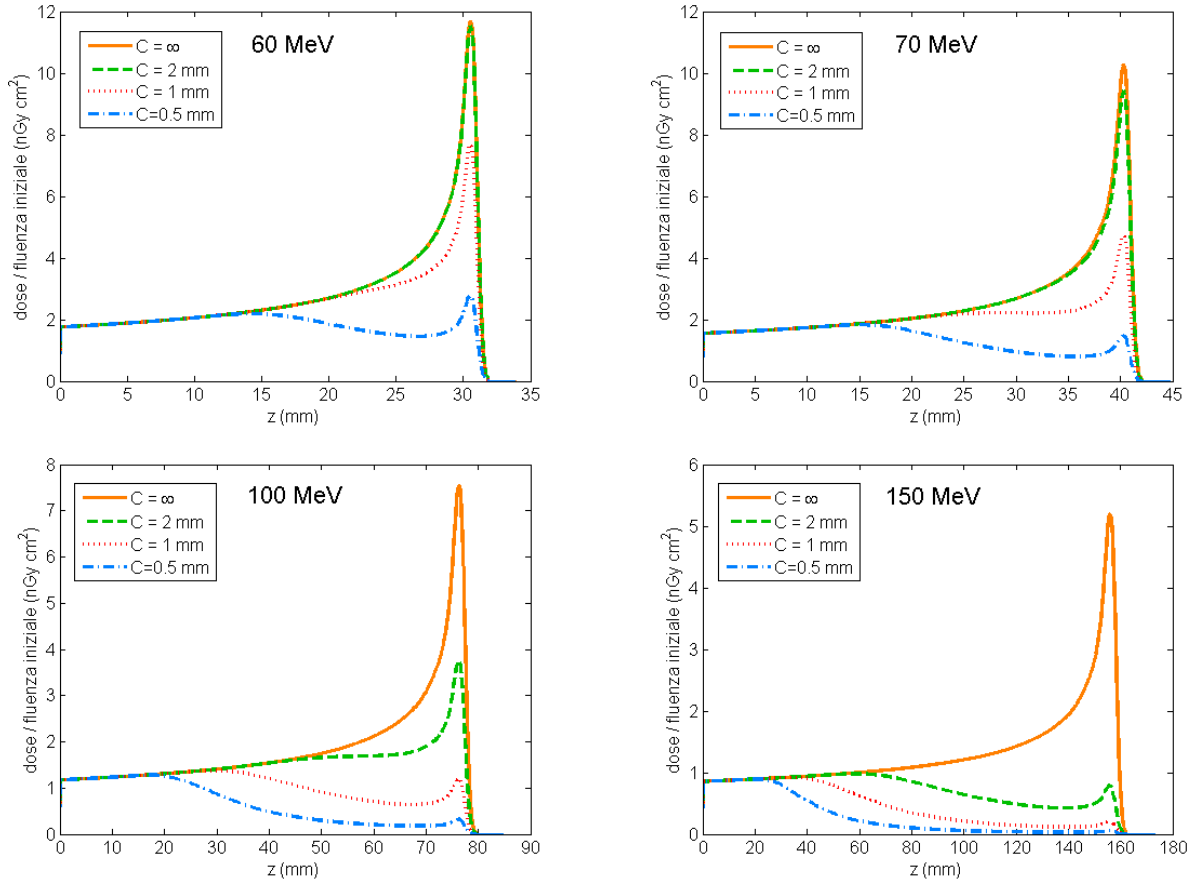 60 MeV
C = ∞
C = 2 mm
C = 1 mm
C=0.5 mm
dose / fluenza iniziale (nGy cm²)
12
10
8
6
4
2
0
0 5 10 15 20 25 30 35
z (mm)
70 MeV
C = ∞
C = 2 mm
C = 1 mm
C=0.5 mm
dose / fluenza iniziale (nGy cm²)
12
10
8
6
4
2
0
0 5 10 15 20 25 30 35 40 45
z (mm)
100 MeV
C = ∞
C = 2 mm
C = 1 mm
C=0.5 mm
dose / fluenza iniziale (nGy cm²)
8
7
6
5
4
3
2
1
0
0 10 20 30 40 50 60 70 80 90
z (mm)
150 MeV
C = ∞
C = 2 mm
C = 1 mm
C=0.5 mm
dose / fluenza iniziale (nGy cm²)
6
5
4
3
2
1
0
0 20 40 60 80 100 120 140 160 180
z (mm)